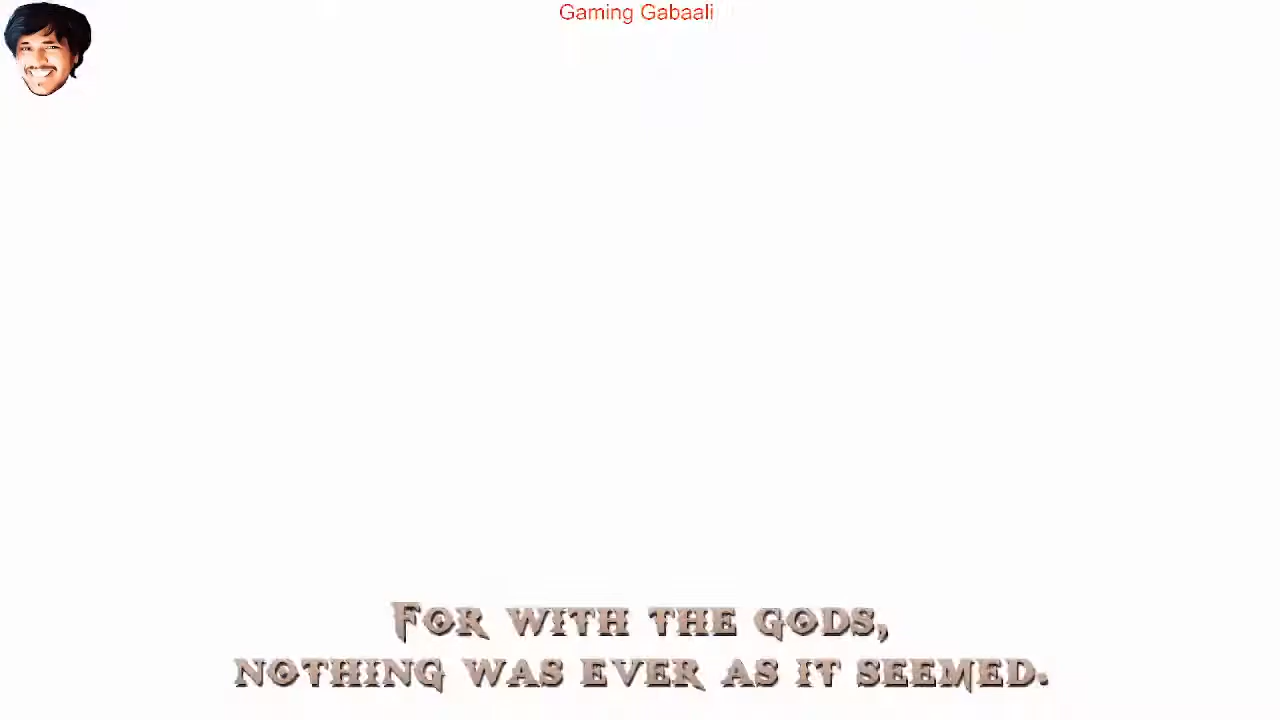 Gaming Gabaali
For with the gods,
nothing was ever as it seemed.